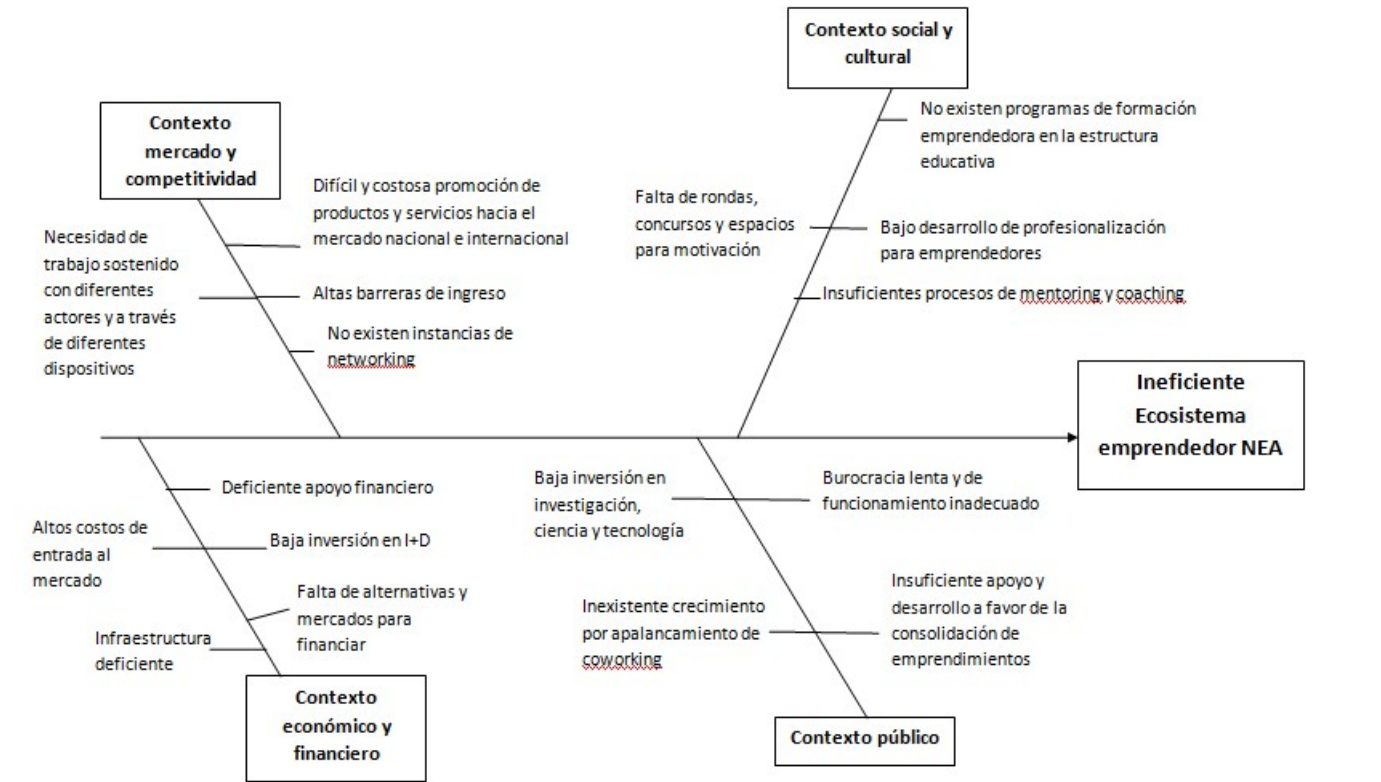 Contexto social y
cultural
No existen programas de formación
emprendedora en la estructura
educativa
Falta de rondas,
concursos y espacios
para motivación
Bajo desarrollo de profesionalización
para emprendedores
Insuficientes procesos de mentoring y coaching
Contexto
mercado y
competitividad
Difícil y costosa promoción de
productos y servicios hacia el
mercado nacional e internacional
Necesidad de
trabajo sostenido
con diferentes
actores y a través
de diferentes
dispositivos
Altas barreras de ingreso
No existen instancias de
networking
Ineficiente
Ecosistema
emprendedor NEA
Deficiente apoyo financiero
Altos costos de
entrada al
mercado
Baja inversión en I+D
Falta de alternativas y
mercados para
financiar
Infraestructura
deficiente
Contexto
económico y
financiero
Baja inversión en
investigación,
ciencia y tecnología
Burocracia lenta y de
funcionamiento inadecuado
Inexistente crecimiento
por apalancamiento de
coworking
Insuficiente apoyo y
desarrollo a favor de la
consolidación de
emprendimientos
Contexto público